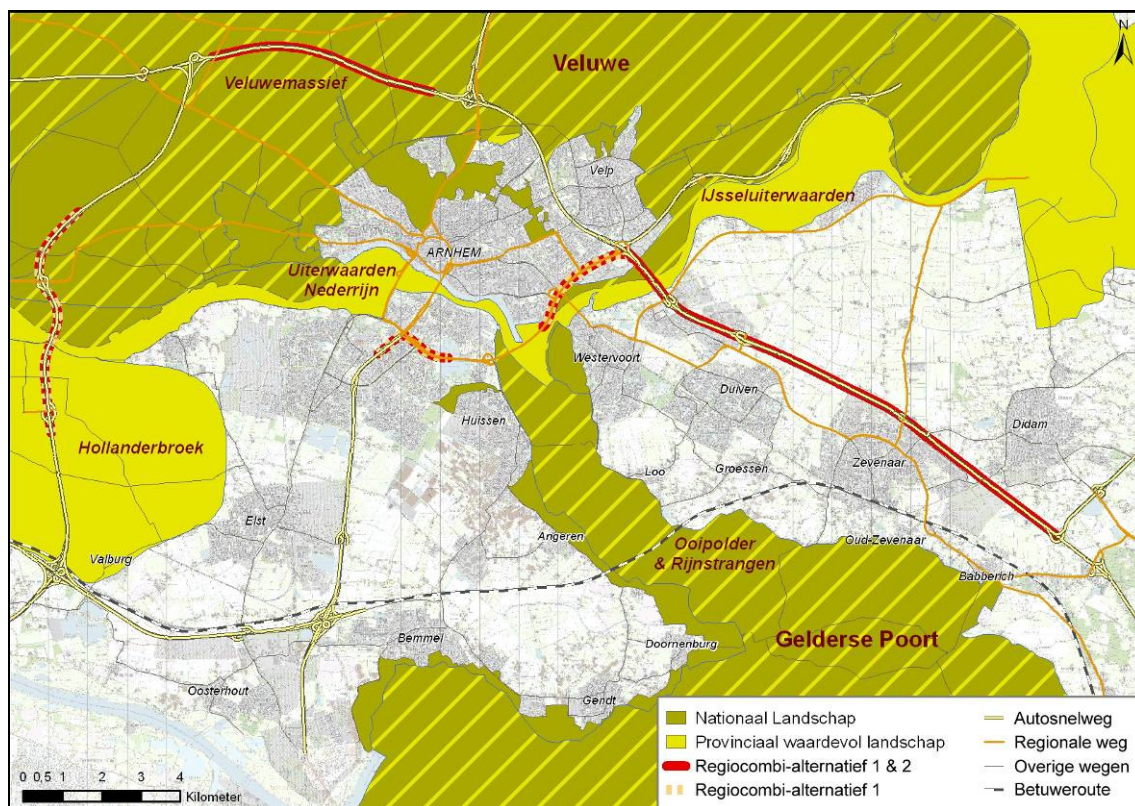 N
Veluwe
Veluwemassief
Velp
IJsseluiterwaarden
ARNHEM
Uiterwaarden
Nederrijn
Westervoort
Duiven
Huissen
Didam
Hollanderbroek
Zevenaar
Loo
Groessen
Elst
Angeren
Ooipolder
& Rijnstrangen
Oud-Zevenaar
Valburg
Babberich
Bemmel
Doornenburg
Gelderse Poort
Oosterhout
Gendt
Nationaal Landschap
Provinciaal waardevol landschap
Regiocombi-alternatief 1 & 2
Regiocombi-alternatief 1
Autosnelweg
Regionale weg
Overige wegen
Betuweroute
0 0,5 1 2 3 4
Kilometer